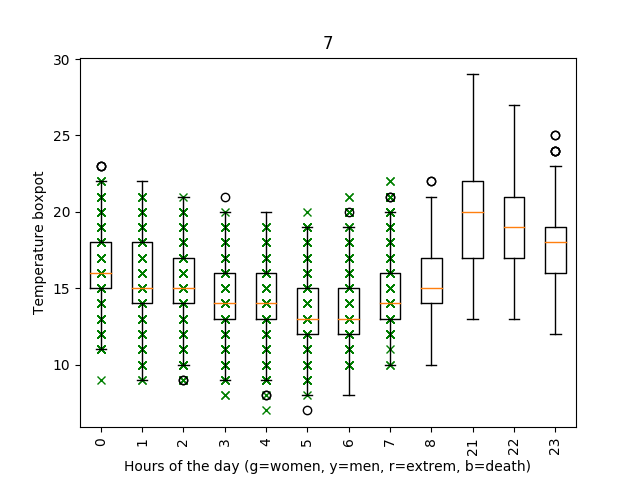 7
30
25
20
15
10
Temperature boxpot
0 1 2 3 4 5 6 7 8 21 22 23
Hours of the day (g=women, y=men, r=extrem, b=death)